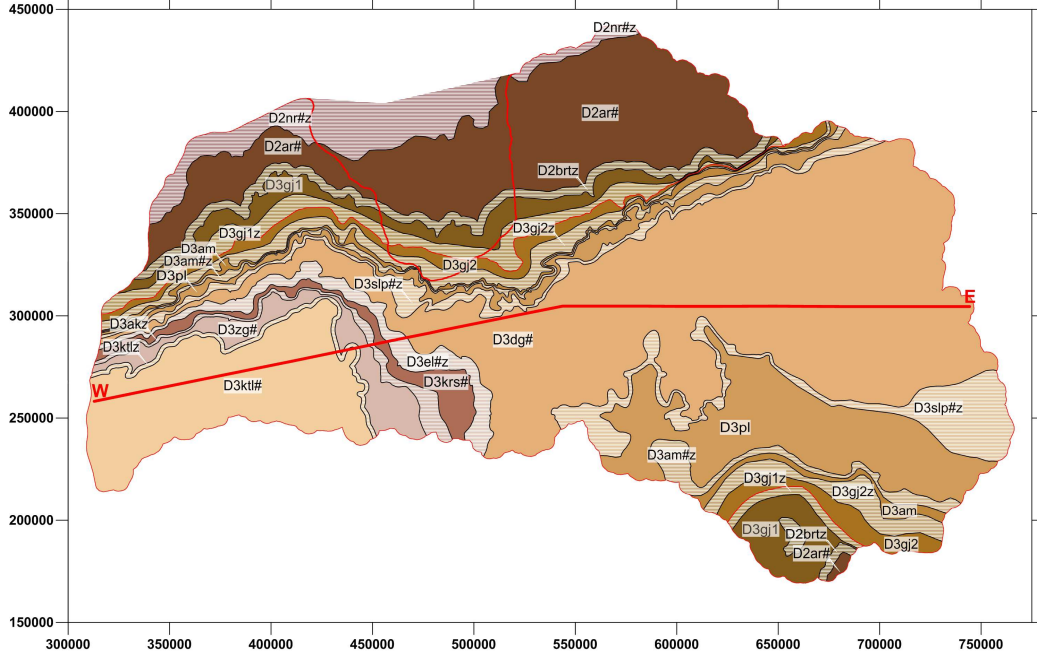 450000
D2nr#z
400000
D2nr#z
D2ar#
D2ar#
D2brtz
D3gj1
350000
D3gj1z
D3gj2z
D3am
D3am#z
D3gj2
D3pl
D3slp#z
E
D3akz
300000
D3zg#
D3dg#
D3ktlz
D3el#z
D3krs#
W
D3ktl#
D3slp#z
250000
D3pl
D3am#z
D3gj1z
D3gj2z
D3am
200000
D3gj1
D2brtz
D3gj2
D2ar#
150000
300000 350000 400000 450000 500000 550000 600000 650000 700000 750000